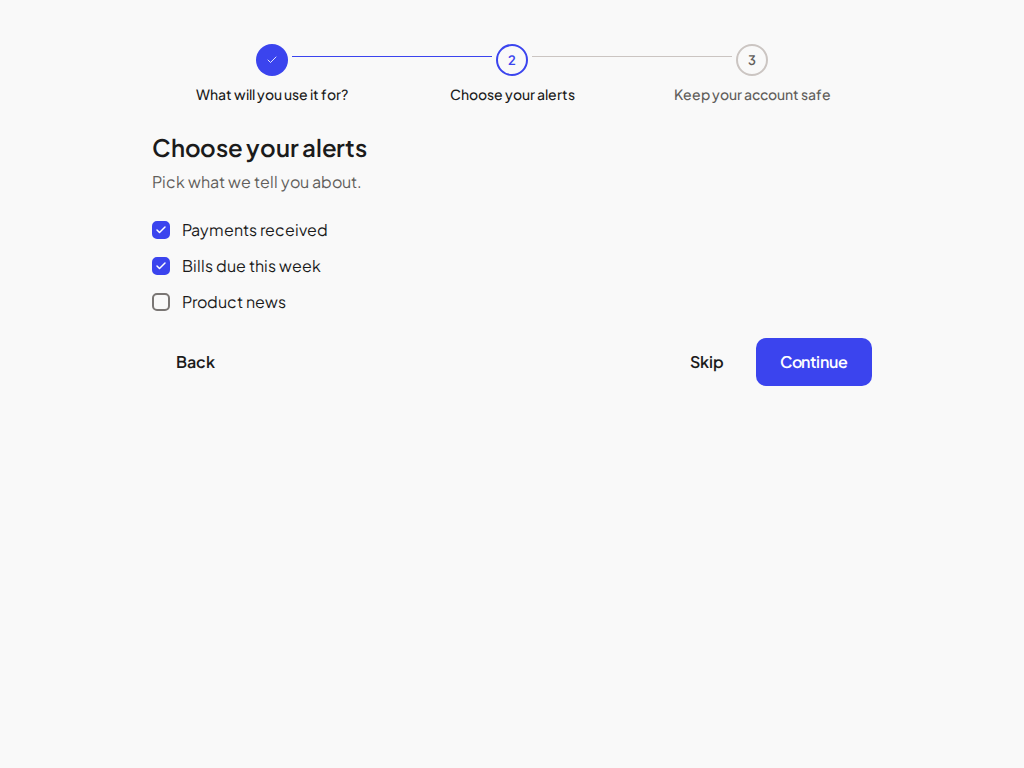 2
3
What will you use it for?
Choose your alerts
Keep your account safe
Choose your alerts
Pick what we tell you about.
Payments received
Bills due this week
Product news
Back
Skip
Continue